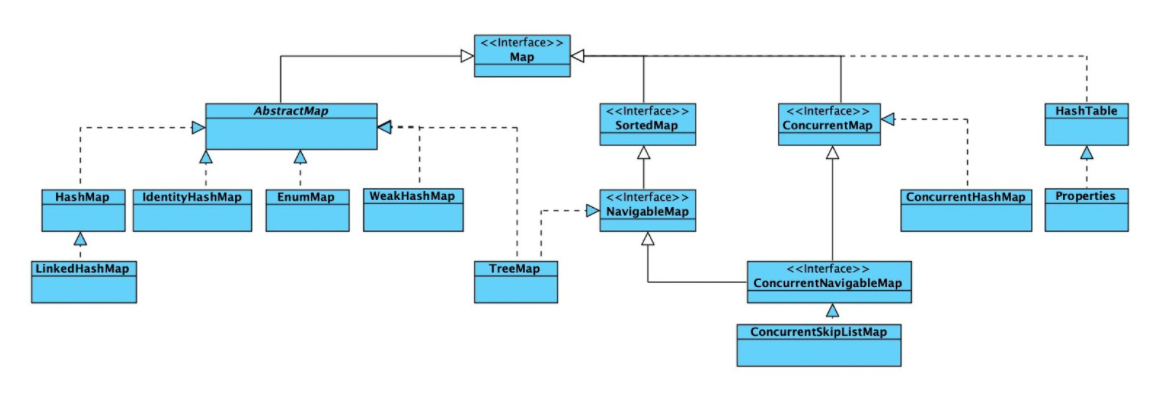 <<Interface>>
Map
AbstractMap
<<Interface>>
SortedMap
<<Interface>>
ConcurrentMap
HashTable
HashMap
IdentityHashMap
EnumMap
WeakHashMap
<<Interface>>
NavigableMap
ConcurrentHashMap
Properties
LinkedHashMap
TreeMap
<<Interface>>
ConcurrentNavigableMap
ConcurrentSkipListMap